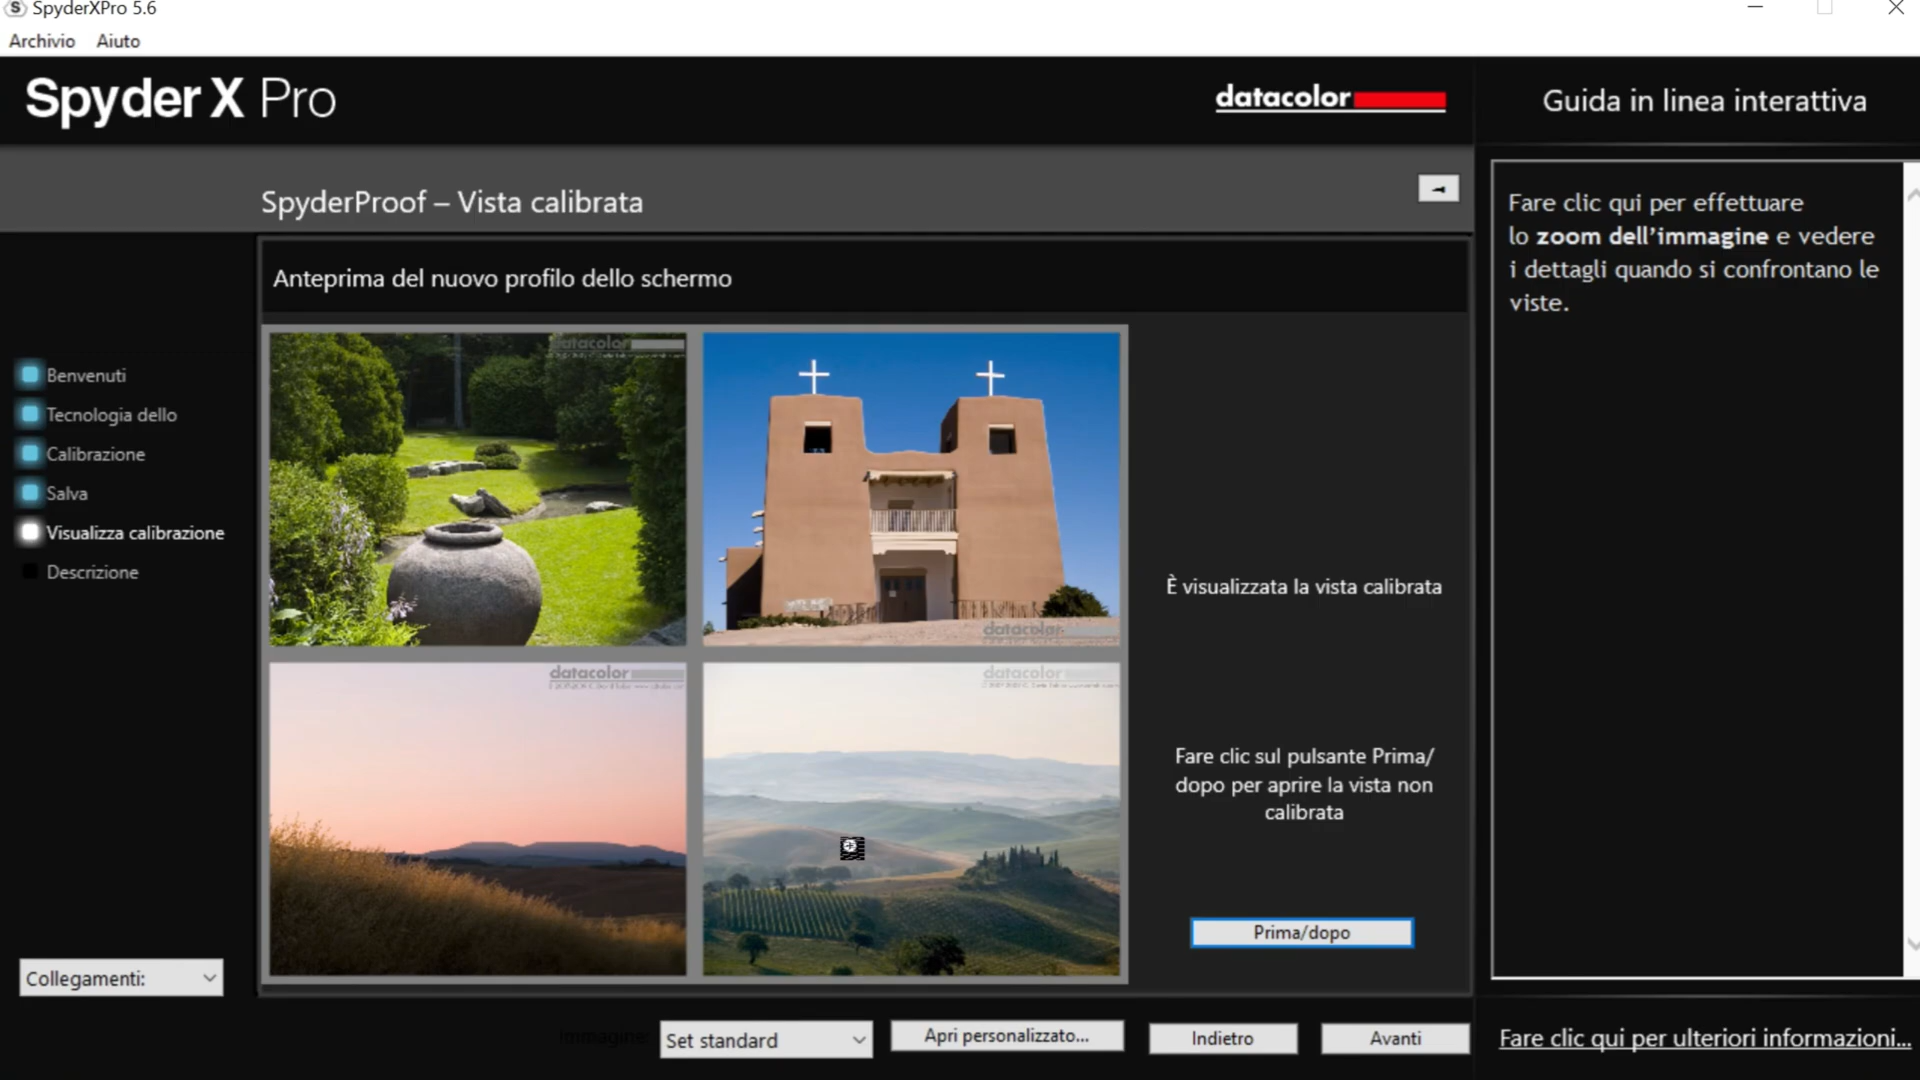 SpyderXPro 5.6
Archivio Aiuto
Spyder X Pro
datacolor
Guida in linea interattiva
SpyderProof – Vista calibrata
Fare clic qui per effettuare
lo zoom dell'immagine e vedere
i dettagli quando si confrontano le
viste.
Anteprima del nuovo profilo dello schermo
datacolor
Benvenuti
Tecnologia dello
Calibrazione
Salva
Visualizza calibrazione
Descrizione
È visualizzata la vista calibrata
datacolor
datacolor
datacolor
Fare clic sul pulsante Prima/
dopo per aprire la vista non
calibrata
Prima/dopo
Collegamenti:
Immagine:
Set standard
Apri personalizzato...
Indietro
Avanti
Fare clic qui per ulteriori informazioni...